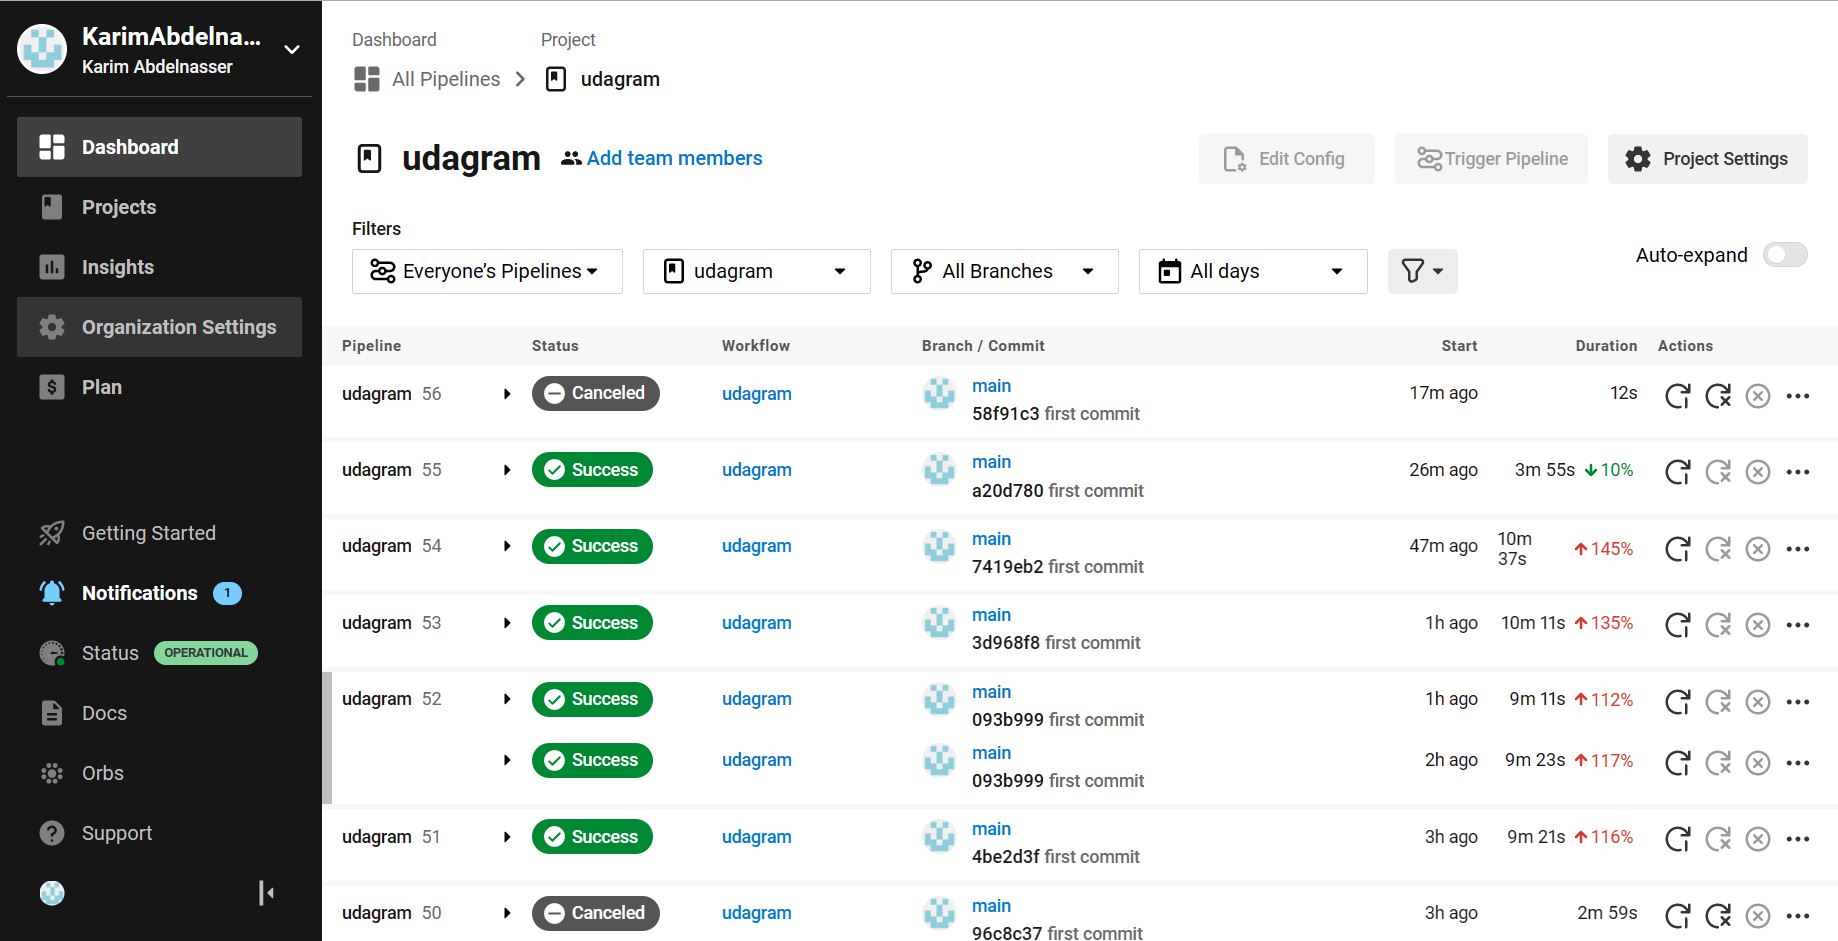 KarimAbdelna...
Karim Abdelnasser
Dashboard
Projects
Insights
Organization Settings
Plan
Getting Started
Notifications 1
Status OPERATIONAL
Docs
Orbs
Support
Dashboard Project
All Pipelines udagram
udagram Add team members Edit Config Trigger Pipeline Project Settings
Filters
Everyone’s Pipelines udagram All Branches All days Auto-expand
Pipeline Status Workflow Branch / Commit Start Duration Actions
udagram 56 Canceled udagram main 17m ago 12s
58f91c3 first commit
udagram 55 Success udagram main 26m ago 3m 55s 10%
a20d780 first commit
udagram 54 Success udagram main 47m ago 10m 37s 145%
7419eb2 first commit
udagram 53 Success udagram main 1h ago 10m 11s 135%
3d968f8 first commit
udagram 52 Success udagram main 1h ago 9m 11s 112%
093b999 first commit
Success udagram main 2h ago 9m 23s 117%
093b999 first commit
udagram 51 Success udagram main 3h ago 9m 21s 116%
4be2d3f first commit
udagram 50 Canceled udagram main 3h ago 2m 59s
96c8c37 first commit